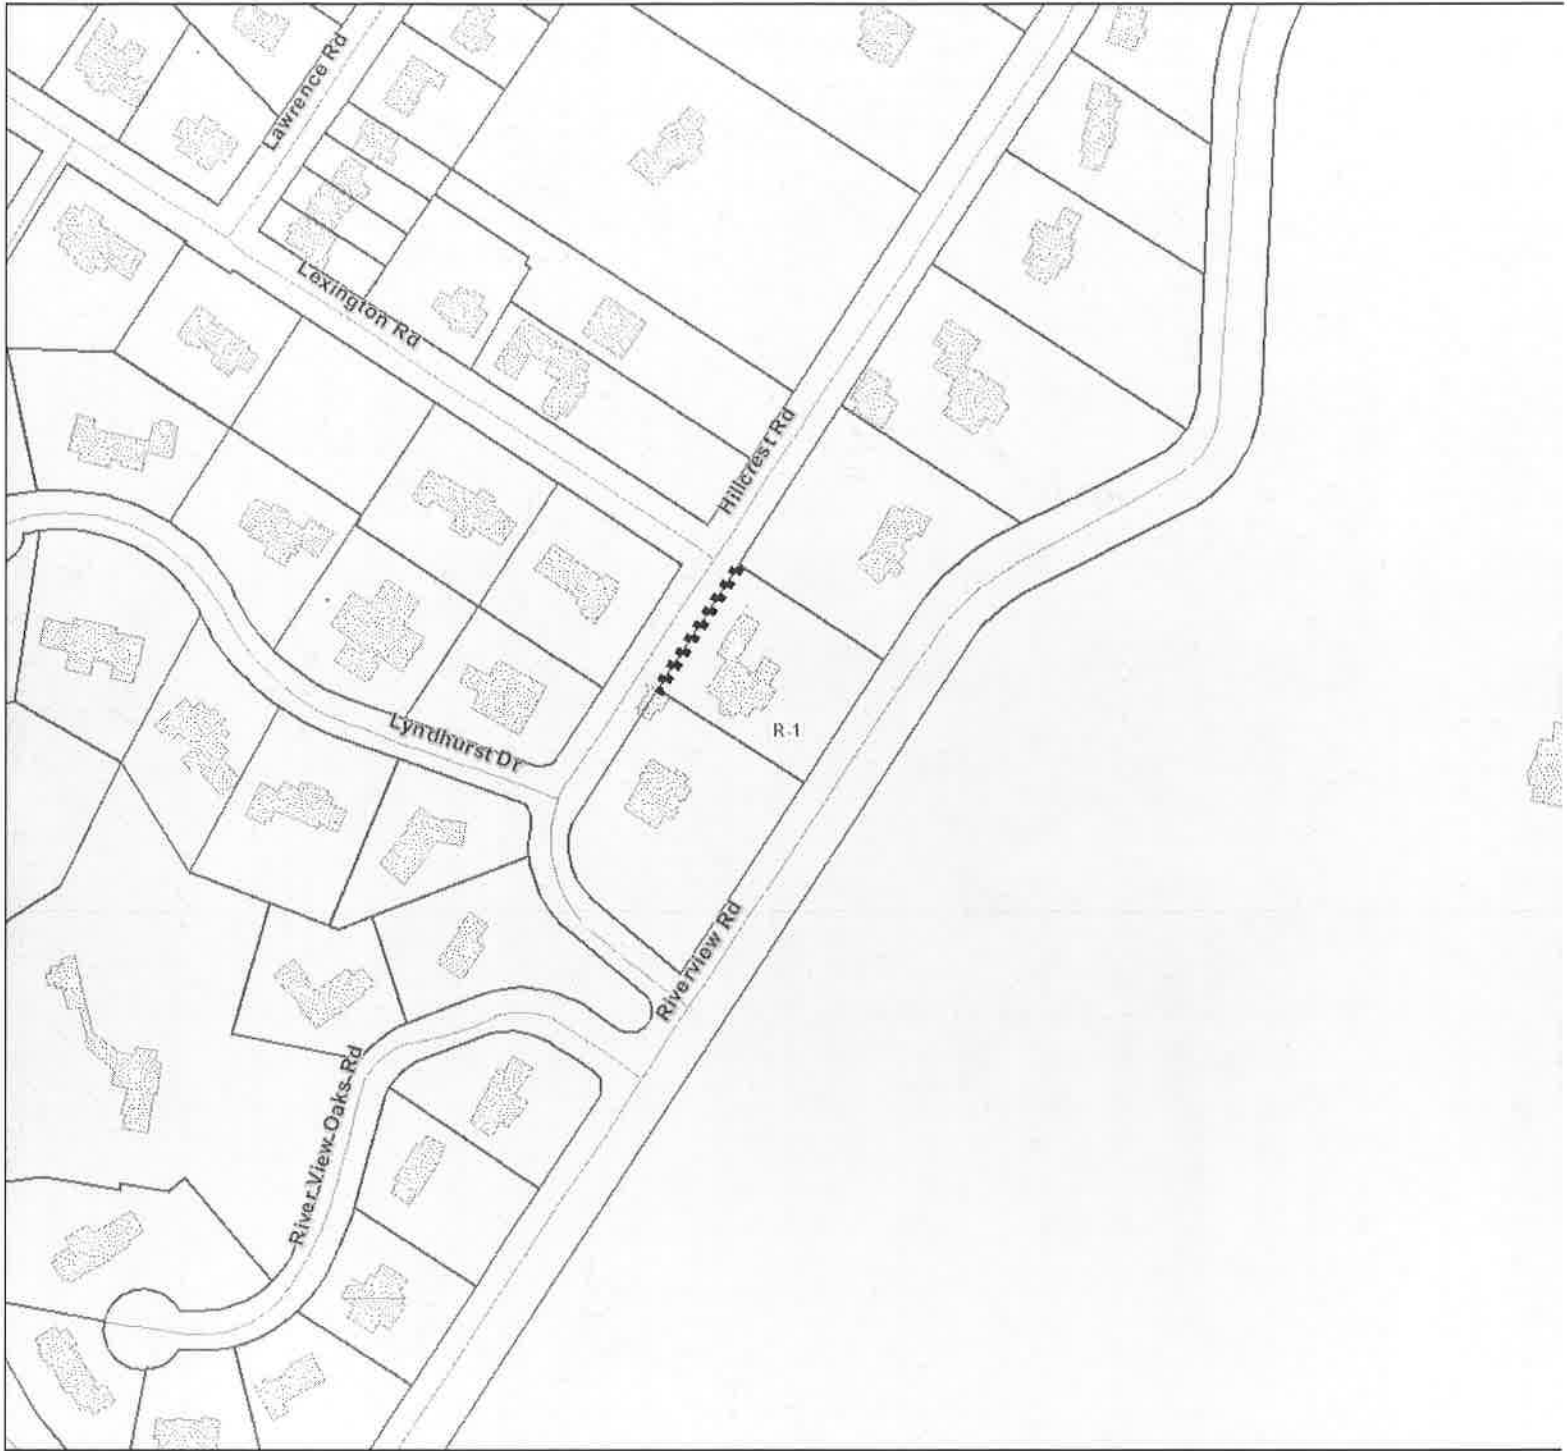 Lawrence Rd
Lexington Rd
Hillcrest Rd
Lyndhurst Dr
R-1
Riverview Rd
River View Oaks Rd